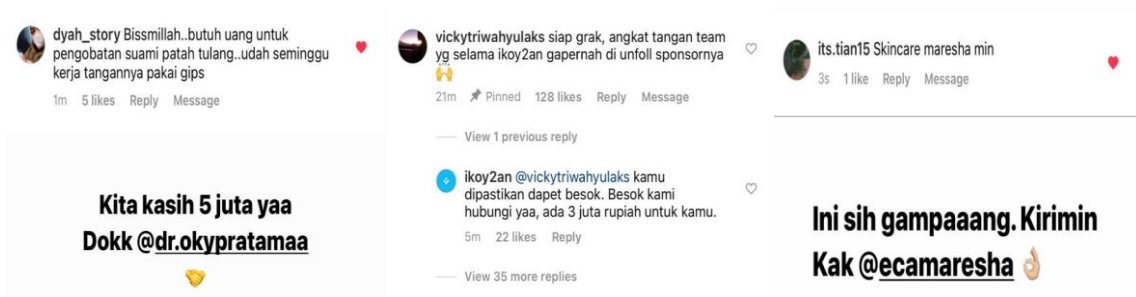 dyah_story Bissmillah..butuh uang untuk
pengobatan suami patah tulang..udah seminggu
kerja tangannya pakai gips
1m 5 likes Reply Message
Kita kasih 5 juta yaa
Dokk @dr.okypratamaa
🤝
vickytriwahyulaks siap grak, angkat tangan team
yg selama ikoy2an gapernah di unfoll sponsornya
🙌
21m 📌 Pinned 128 likes Reply Message
View 1 previous reply
ikoy2an @vickytriwahyulaks kamu
dipastikan dapet besok. Besok kami
hubungi yaa, ada 3 juta rupiah untuk kamu.
5m 22 likes Reply
View 35 more replies
its.tian15 Skincare maresha min
3s 1 like Reply Message
Ini sih gampaaang. Kirimin
Kak @ecamaresha 👌🏼